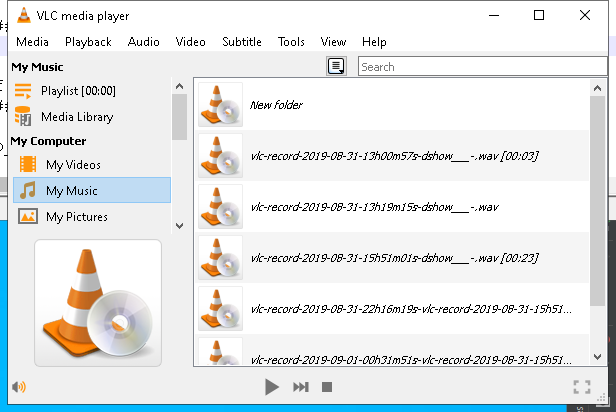 VLC media player
Media Playback Audio Video Subtitle Tools View Help
My Music
Search
Playlist [00:00]
Media Library
My Computer
My Videos
My Music
My Pictures
New folder
vlc-record-2019-08-31-13h00m57s-dshow___-.wav [00:03]
vlc-record-2019-08-31-13h19m15s-dshow___-.wav
vlc-record-2019-08-31-15h51m01s-dshow___-.wav [00:23]
vlc-record-2019-08-31-22h16m19s-vlc-record-2019-08-31-15h51...
vlc-record-2019-09-01-00h31m51s-vlc-record-2019-08-31-15h51...